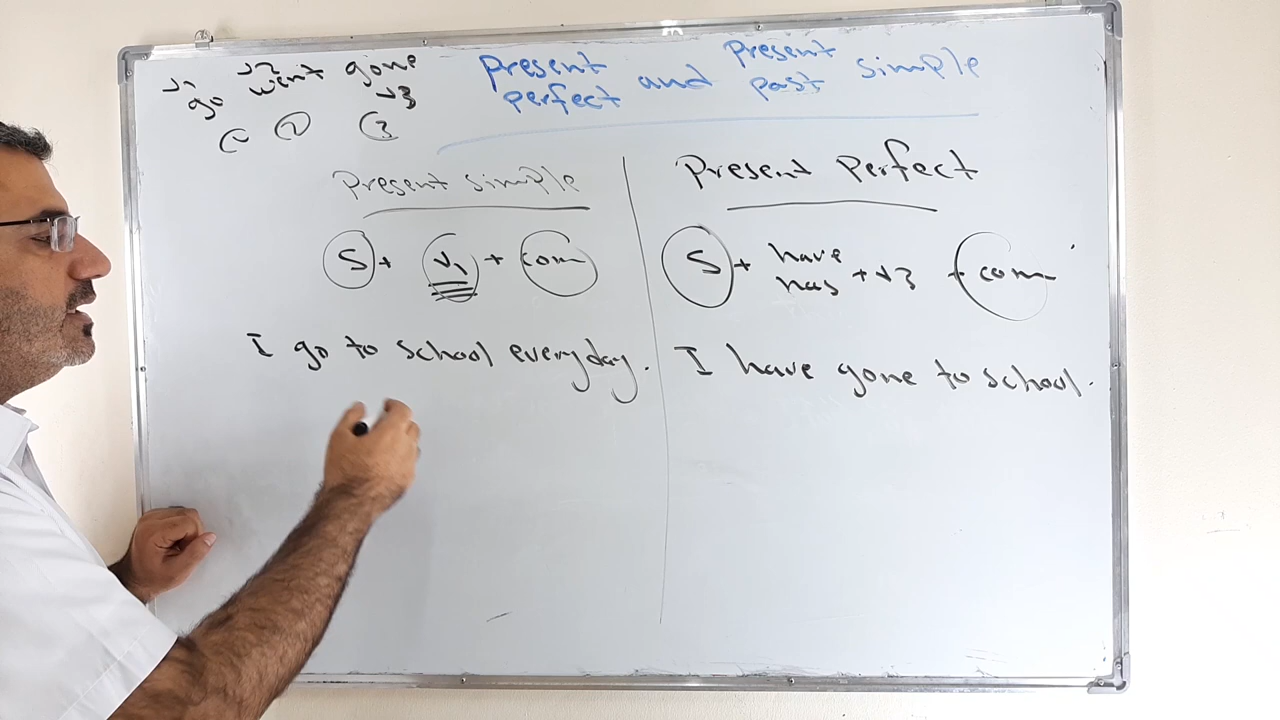 v1 v2 gone
go went v3
1 2 3
present and present simple
perfect past
Present simple
Present Perfect
S + v1 + com
S + have + v3 + com
has
I go to school everyday.
I have gone to school.